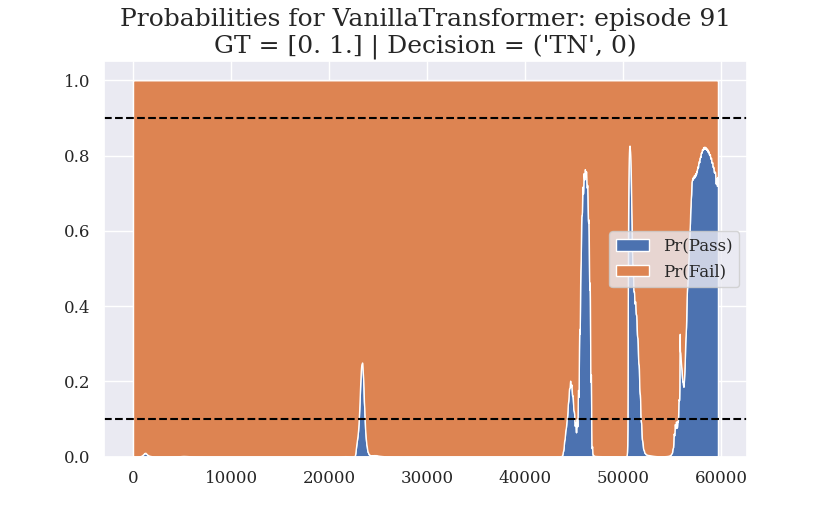 Probabilities for VanillaTransformer: episode 91
GT = [0. 1.] | Decision = ('TN', 0)
1.0
0.8
0.6
0.4
0.2
0.0
Pr(Pass)
Pr(Fail)
0 10000 20000 30000 40000 50000 60000